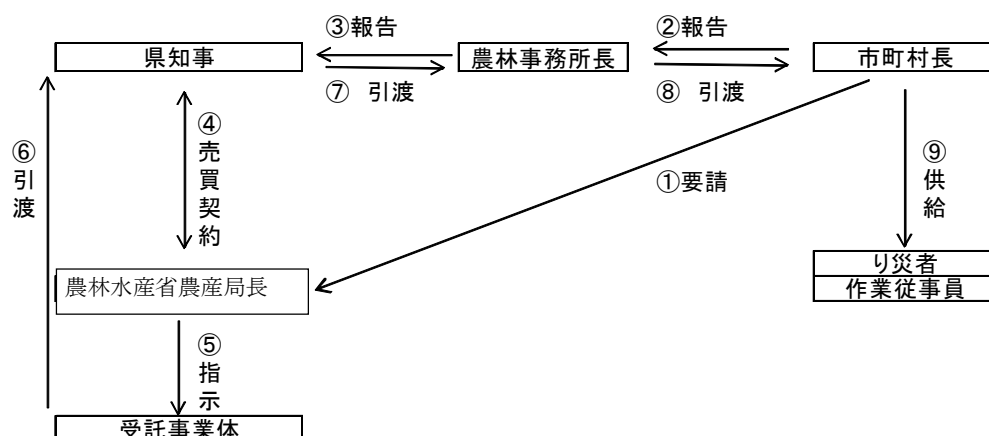 ③報告
②報告
県知事
農林事務所長
市町村長
⑦ 引渡
⑧ 引渡
⑥引渡
④売買契約
①要請
⑨供給
農林水産省農産局長
り災者
作業従事員
⑤指示
受託事業体